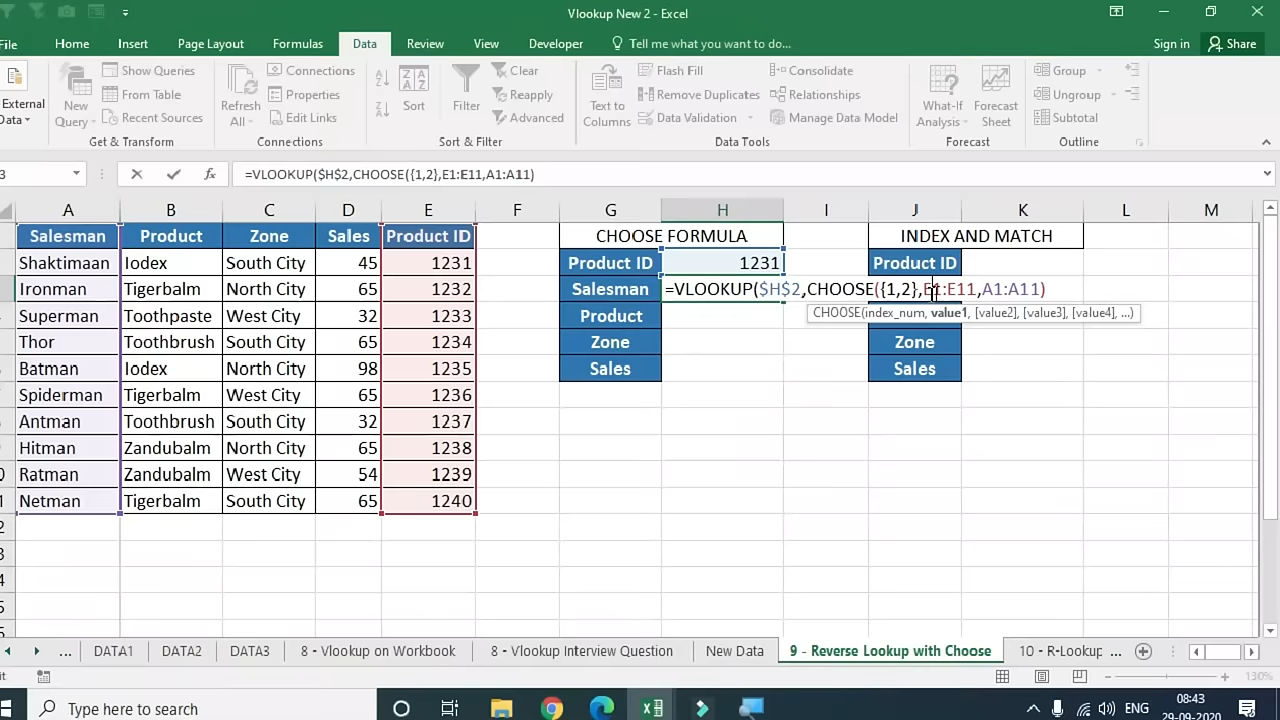 Vlookup New 2 - Excel
File Home Insert Page Layout Formulas Data Review View Developer Tell me what you want to do... Sign in Share
Show Queries Connections Clear Flash Fill Consolidate Group
From Table Properties Reapply Remove Duplicates Relationships Ungroup
Recent Sources Edit Links Advanced Data Validation Manage Data Model Subtotal
External Data New Query Refresh All Sort Filter Text to Columns What-If Analysis Forecast Sheet
Get & Transform Connections Sort & Filter Data Tools Forecast Outline
3 fx =VLOOKUP($H$2,CHOOSE({1,2},E1:E11,A1:A11)
A B C D E F G H I J K L M
Salesman Product Zone Sales Product ID CHOOSE FORMULA INDEX AND MATCH
Shaktimaan Iodex South City 45 1231 Product ID 1231 Product ID
Ironman Tigerbalm North City 65 1232 Salesman =VLOOKUP($H$2,CHOOSE({1,2},E1:E11,A1:A11)
CHOOSE(index_num, value1, [value2], [value3], [value4], ...)
Superman Toothpaste West City 32 1233 Product
Thor Toothbrush South City 65 1234 Zone Zone
Batman Iodex North City 98 1235 Sales Sales
Spiderman Tigerbalm West City 65 1236
Antman Toothbrush South City 32 1237
Hitman Zandubalm North City 65 1238
0 Ratman Zandubalm West City 54 1239
1 Netman Tigerbalm South City 65 1240
2
3
4
5
... DATA1 DATA2 DATA3 8 - Vlookup on Workbook 8 - Vlookup Interview Question New Data 9 - Reverse Lookup with Choose 10 - R-Lookup ...
130%
Type here to search ENG 08:43
29-09-2020